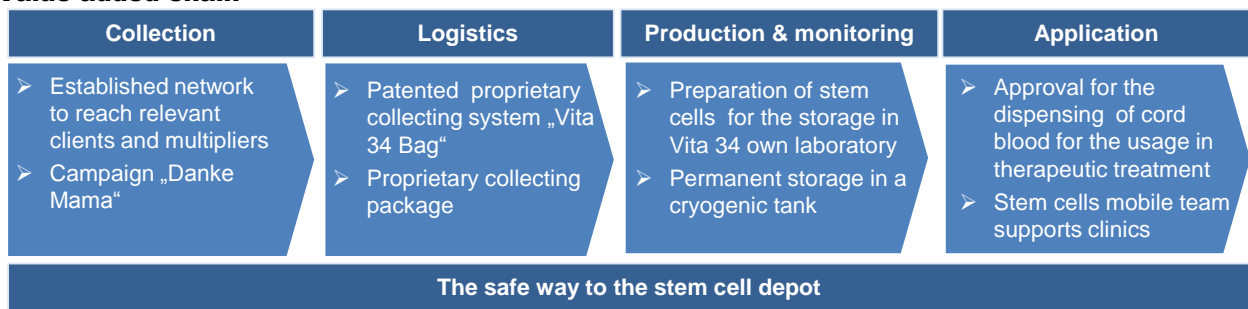 Collection
Established network
to reach relevant
clients and multipliers
Campaign „Danke
Mama“
Logistics
Patented proprietary
collecting system „Vita
34 Bag“
Proprietary collecting
package
Production & monitoring
Preparation of stem
cells for the storage in
Vita 34 own laboratory
Permanent storage in a
cryogenic tank
Application
Approval for the
dispensing of cord
blood for the usage in
therapeutic treatment
Stem cells mobile team
supports clinics
The safe way to the stem cell depot